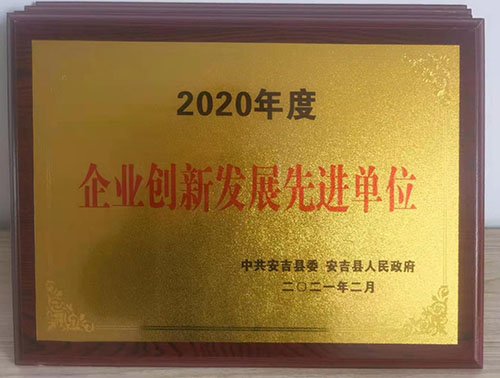 2020年度
企业创新发展先进单位
中共安吉县委 安吉县人民政府
二〇二一年二月